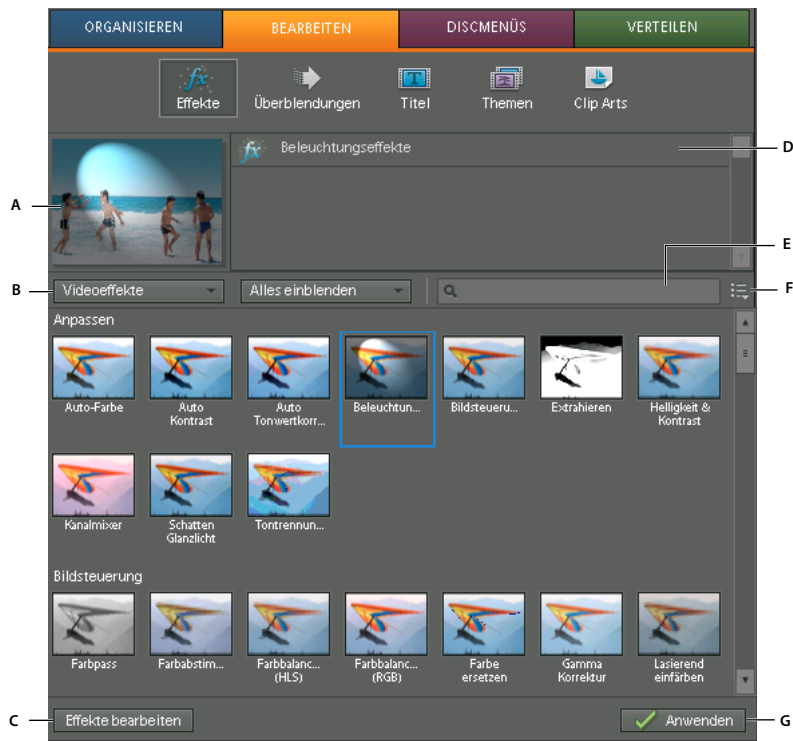 ORGANISIEREN BEARBEITEN DISCMENÜS VERTEILEN
Effekte Überblendungen Titel Themen Clip Arts
Beleuchtungseffekte
D
A
E
B
Videoeffekte Alles einblenden
F
Anpassen
Auto-Farbe Auto Kontrast Auto Tonwertkorr... Beleuchtun... Bildsteueru... Extrahieren Helligkeit & Kontrast
Kanalmixer Schatten Glanzlicht Tontrennun...
Bildsteuerung
Farbpass Farbabstim... Farbbalanc... (HLS) Farbbalanc... (RGB) Farbe ersetzen Gamma Korrektur Lasierend einfärben
C
Effekte bearbeiten Anwenden
G